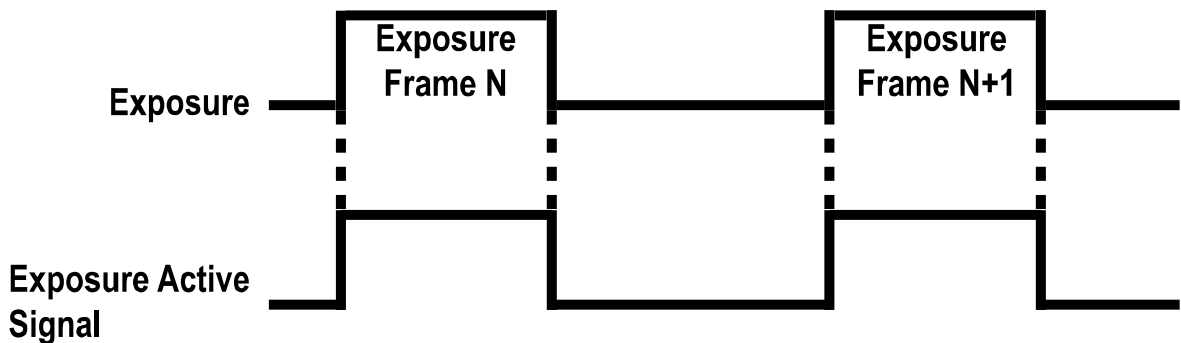 Exposure
Frame N
Exposure
Frame N+1
Exposure
Exposure Active
Signal